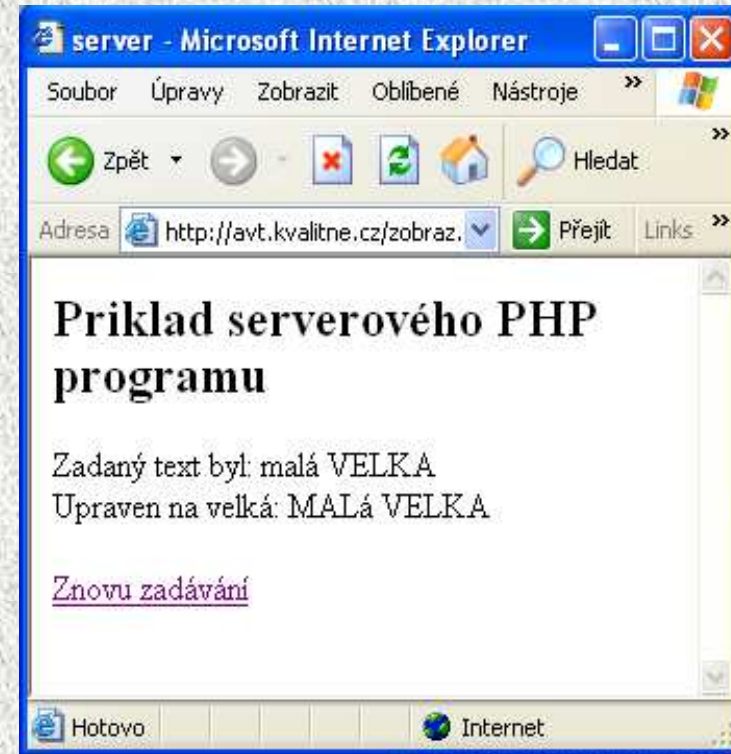 server - Microsoft Internet Explorer
Soubor Úpravy Zobrazit Oblíbené Nástroje »
Zpět Hledat »
Adresa http://avt.kvalitne.cz/zobraz. Přejít Links »
Priklad serverového PHP
programu
Zadaný text byl: malá VELKA
Upraven na velká: MALá VELKA
Znovu zadávání
Hotovo Internet